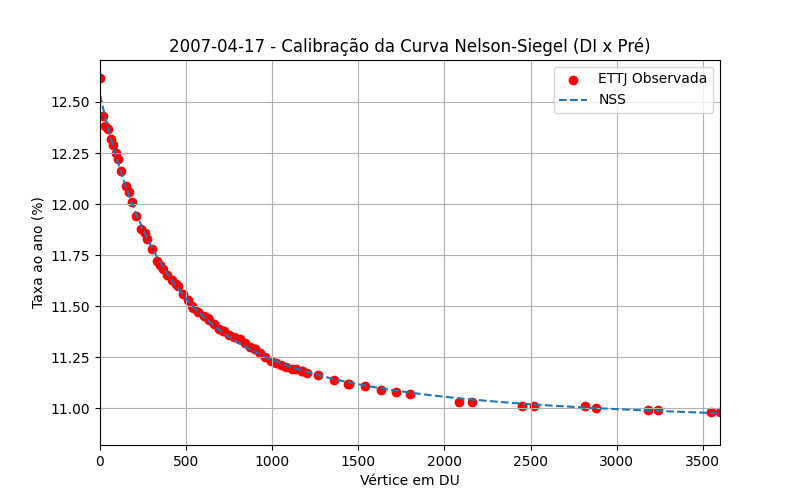 2007-04-17 - Calibração da Curva Nelson-Siegel (DI x Pré)
ETTJ Observada
NSS
Taxa ao ano (%)
12.50
12.25
12.00
11.75
11.50
11.25
11.00
0 500 1000 1500 2000 2500 3000 3500
Vértice em DU